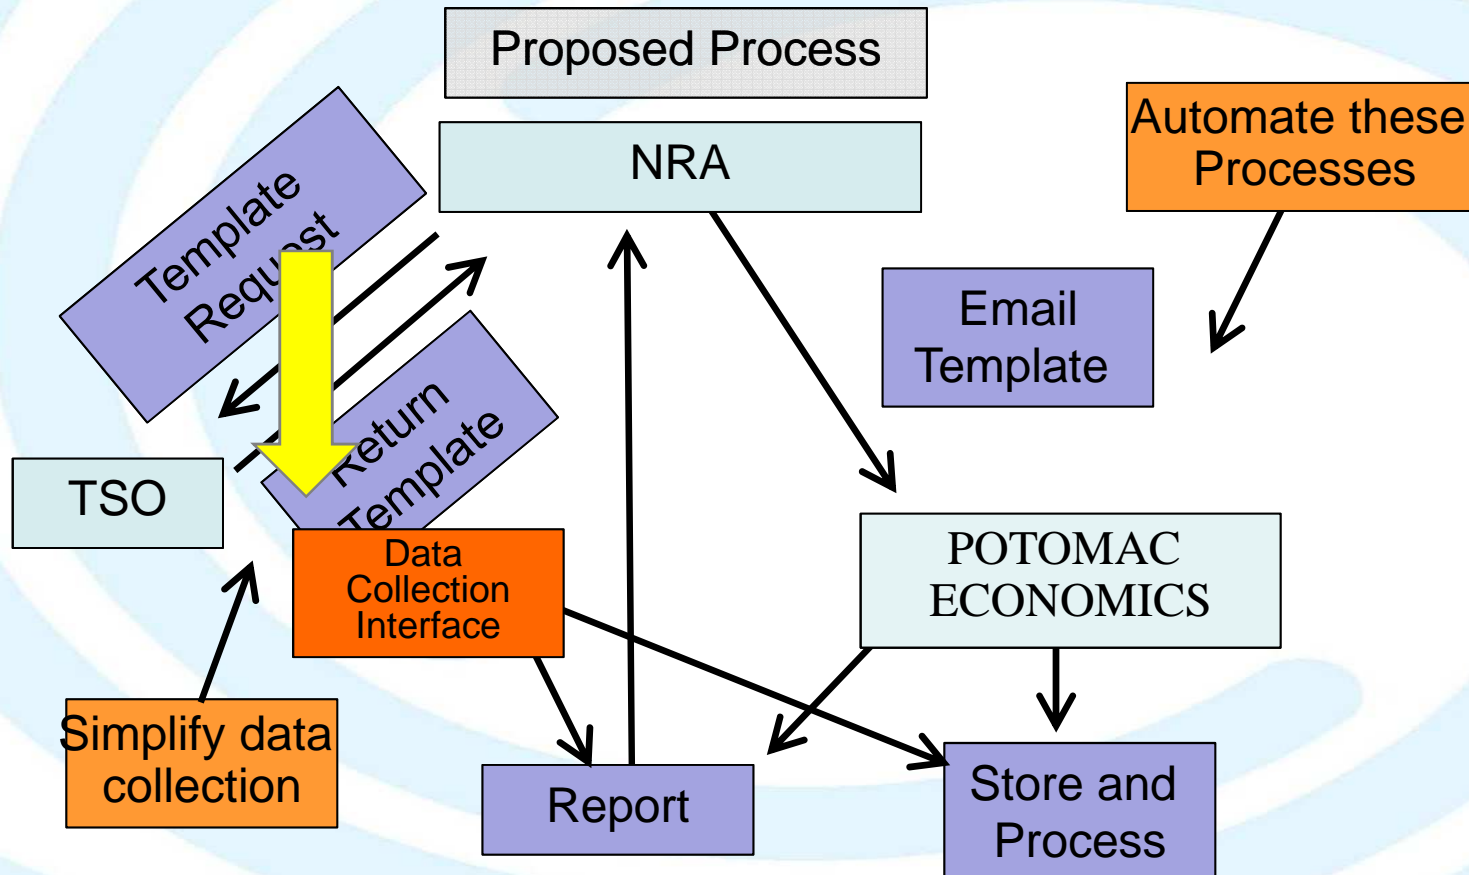 Proposed Process
NRA
Automate these
Processes
Template
Request
Email
Template
Return
Template
TSO
Data
Collection
Interface
POTOMAC
ECONOMICS
Simplify data
collection
Report
Store and
Process